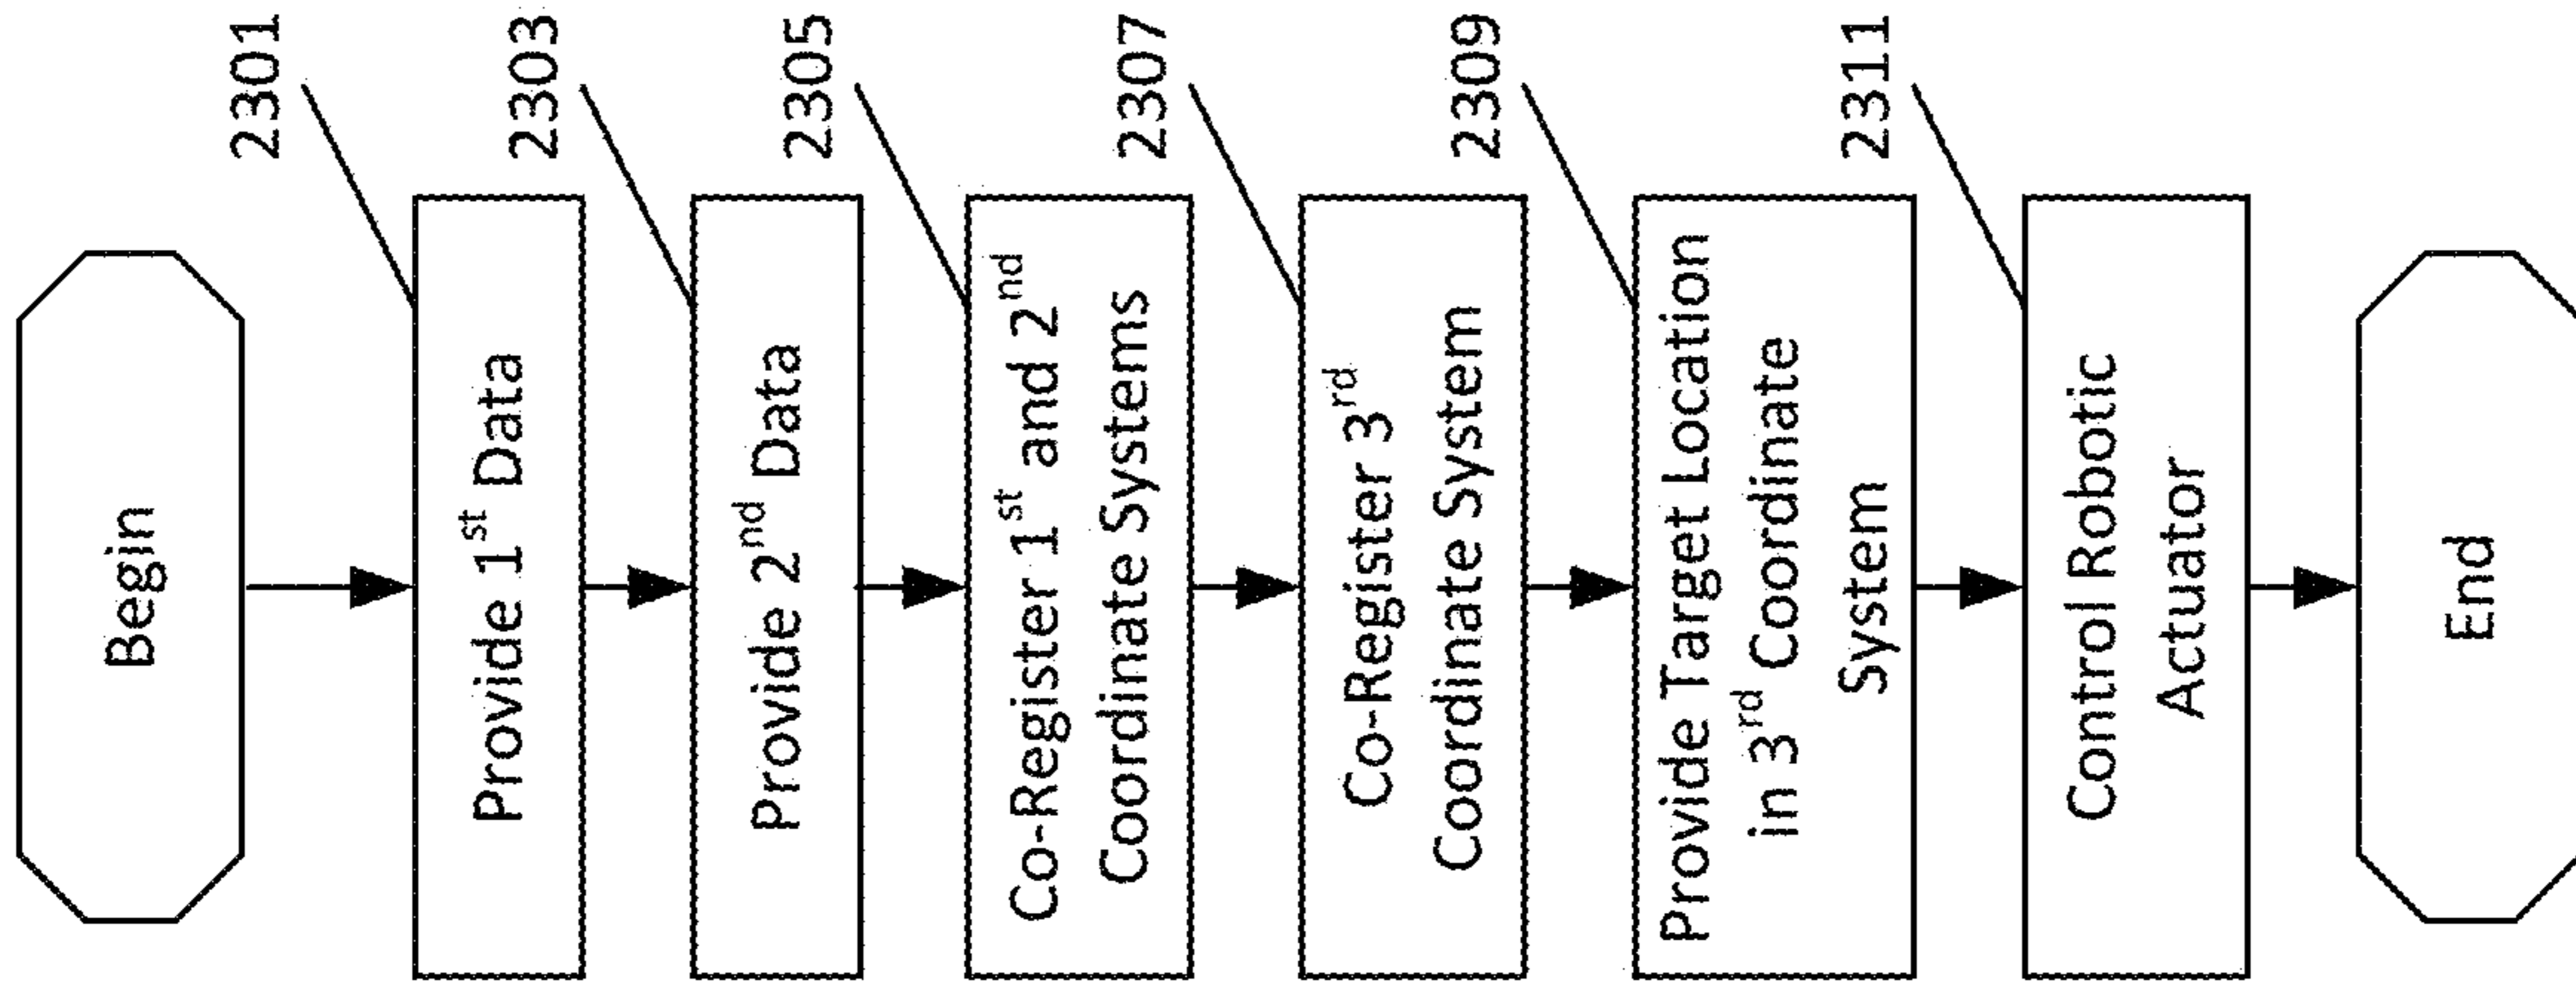 Begin
2301
Provide 1st Data
2303
Provide 2nd Data
2305
Co-Register 1st and 2nd
Coordinate Systems
2307
Co-Register 3rd
Coordinate System
2309
Provide Target Location
in 3rd Coordinate
System
2311
Control Robotic
Actuator
End